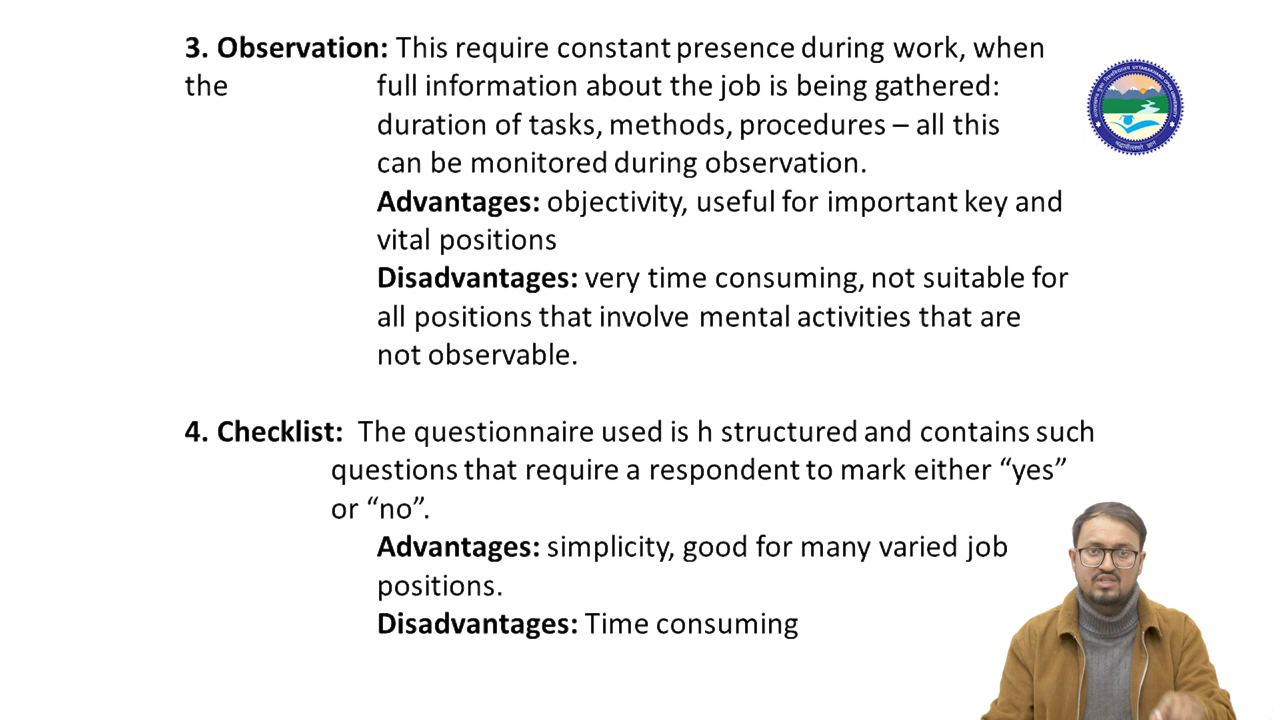 3. Observation: This require constant presence during work, when
the full information about the job is being gathered:
duration of tasks, methods, procedures – all this
can be monitored during observation.
Advantages: objectivity, useful for important key and
vital positions
Disadvantages: very time consuming, not suitable for
all positions that involve mental activities that are
not observable.
4. Checklist: The questionnaire used is h structured and contains such
questions that require a respondent to mark either “yes”
or “no”.
Advantages: simplicity, good for many varied job
positions.
Disadvantages: Time consuming